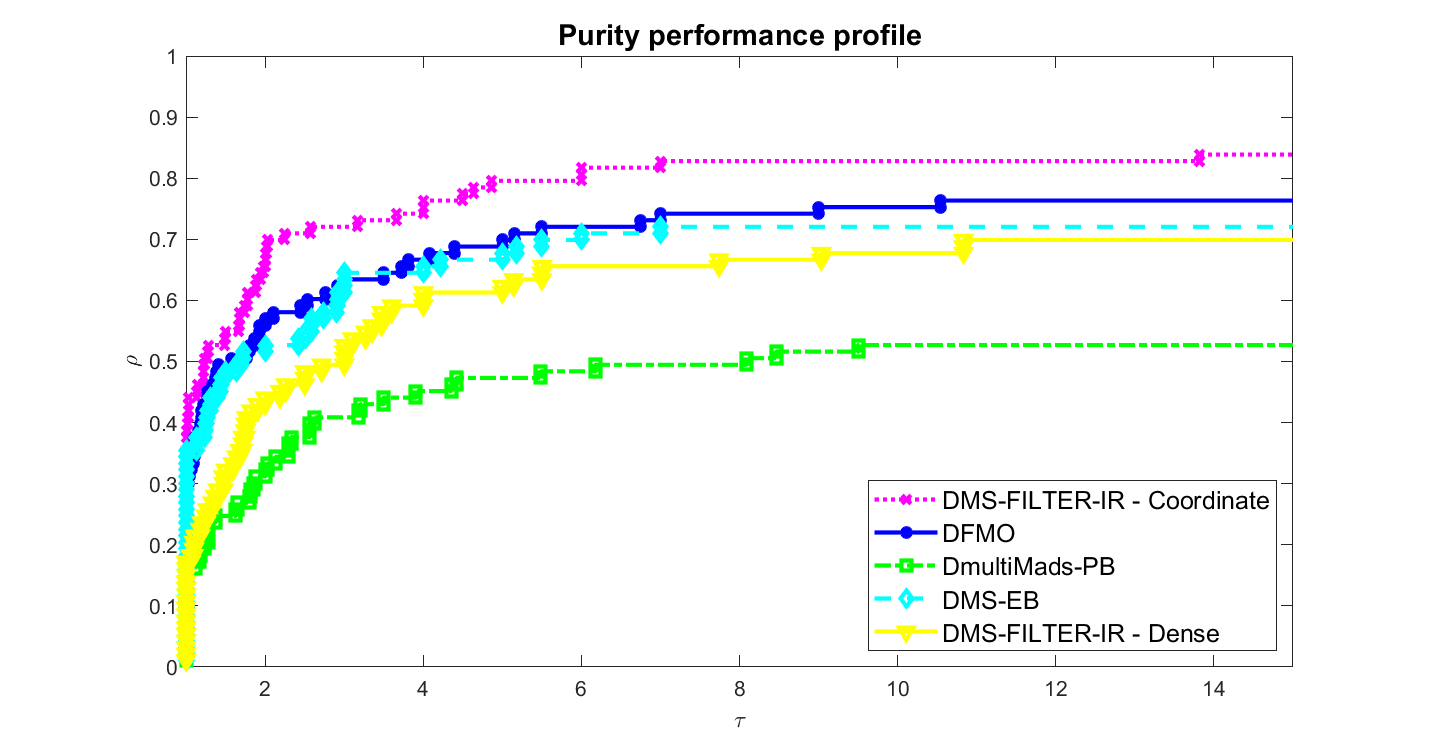 Purity performance profile
1
0.9
0.8
0.7
0.6
0.5
0.4
0.3
0.2
0.1
0
ρ
2 4 6 8 10 12 14
τ
DMS-FILTER-IR - Coordinate
DFMO
DmultiMads-PB
DMS-EB
DMS-FILTER-IR - Dense